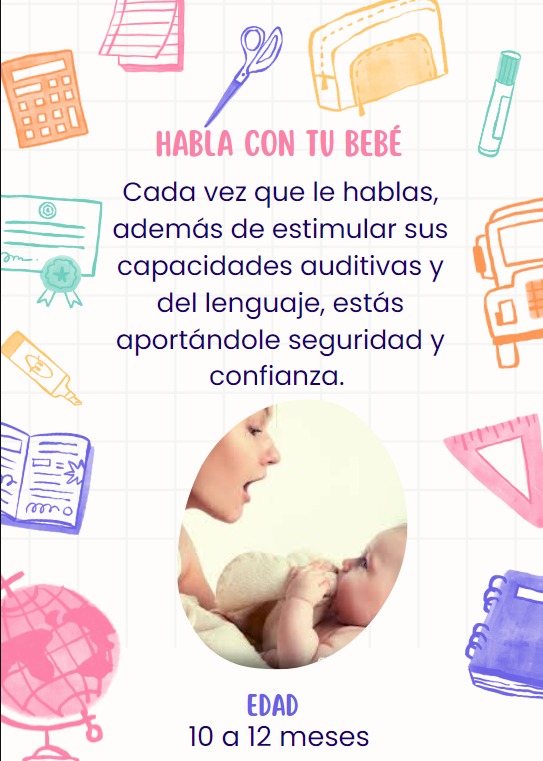 HABLA CON TU BEBÉ
Cada vez que le hablas,
además de estimular sus
capacidades auditivas y
del lenguaje, estás
aportándole seguridad y
confianza.
EDAD
10 a 12 meses